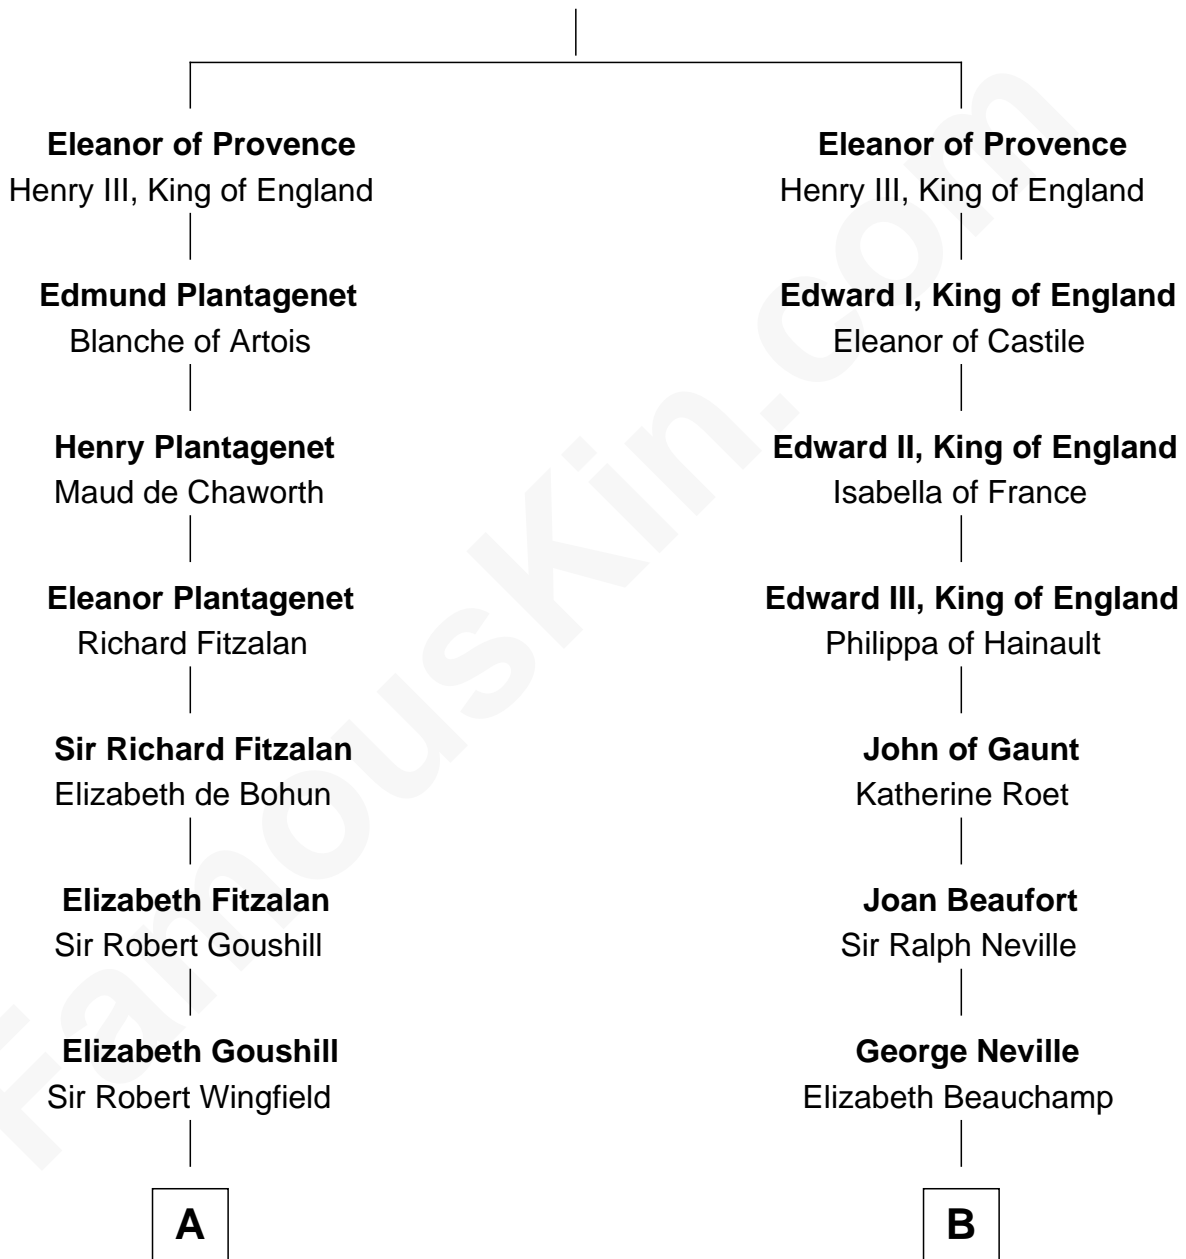 Eleanor of Provence
Henry III, King of England
Edmund Plantagenet
Blanche of Artois
Henry Plantagenet
Maud de Chaworth
Eleanor Plantagenet
Richard Fitzalan
Sir Richard Fitzalan
Elizabeth de Bohun
Elizabeth Fitzalan
Sir Robert Goushill
Elizabeth Goushill
Sir Robert Wingfield
A
Eleanor of Provence
Henry III, King of England
Edward I, King of England
Eleanor of Castile
Edward II, King of England
Isabella of France
Edward III, King of England
Philippa of Hainault
John of Gaunt
Katherine Roet
Joan Beaufort
Sir Ralph Neville
George Neville
Elizabeth Beauchamp
B
FamousKin.com